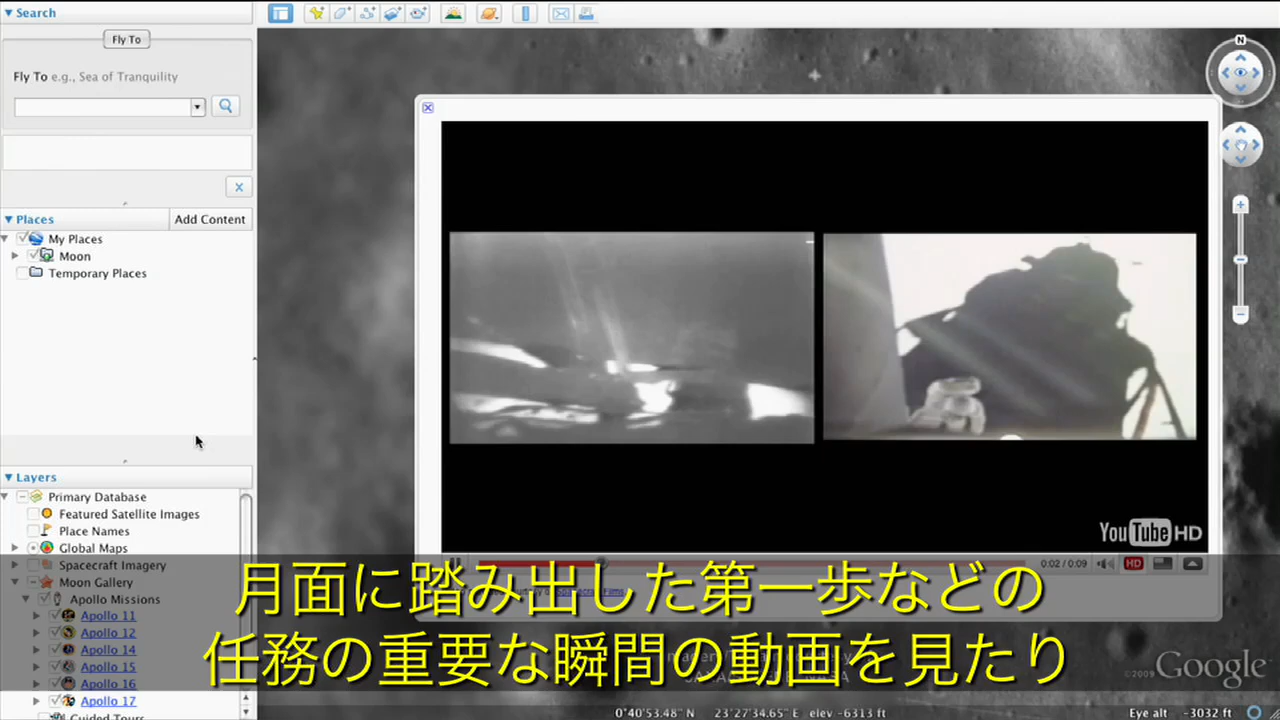 Search
Fly To
Fly To e.g., Sea of Tranquility
Places
Add Content
My Places
Moon
Temporary Places
Layers
Primary Database
Featured Satellite Images
Place Names
Global Maps
Spacecraft Imagery
Moon Gallery
Apollo Missions
Apollo 11
Apollo 12
Apollo 14
Apollo 15
Apollo 16
Apollo 17
Guided Tours
N
YouTube HD
0:02 / 0:09
HD
月面に踏み出した第一歩などの
任務の重要な瞬間の動画を見たり
©2009 Google
0°40'53.48" N 23°27'34.65" E elev -6313 ft
Eye alt -3032 ft